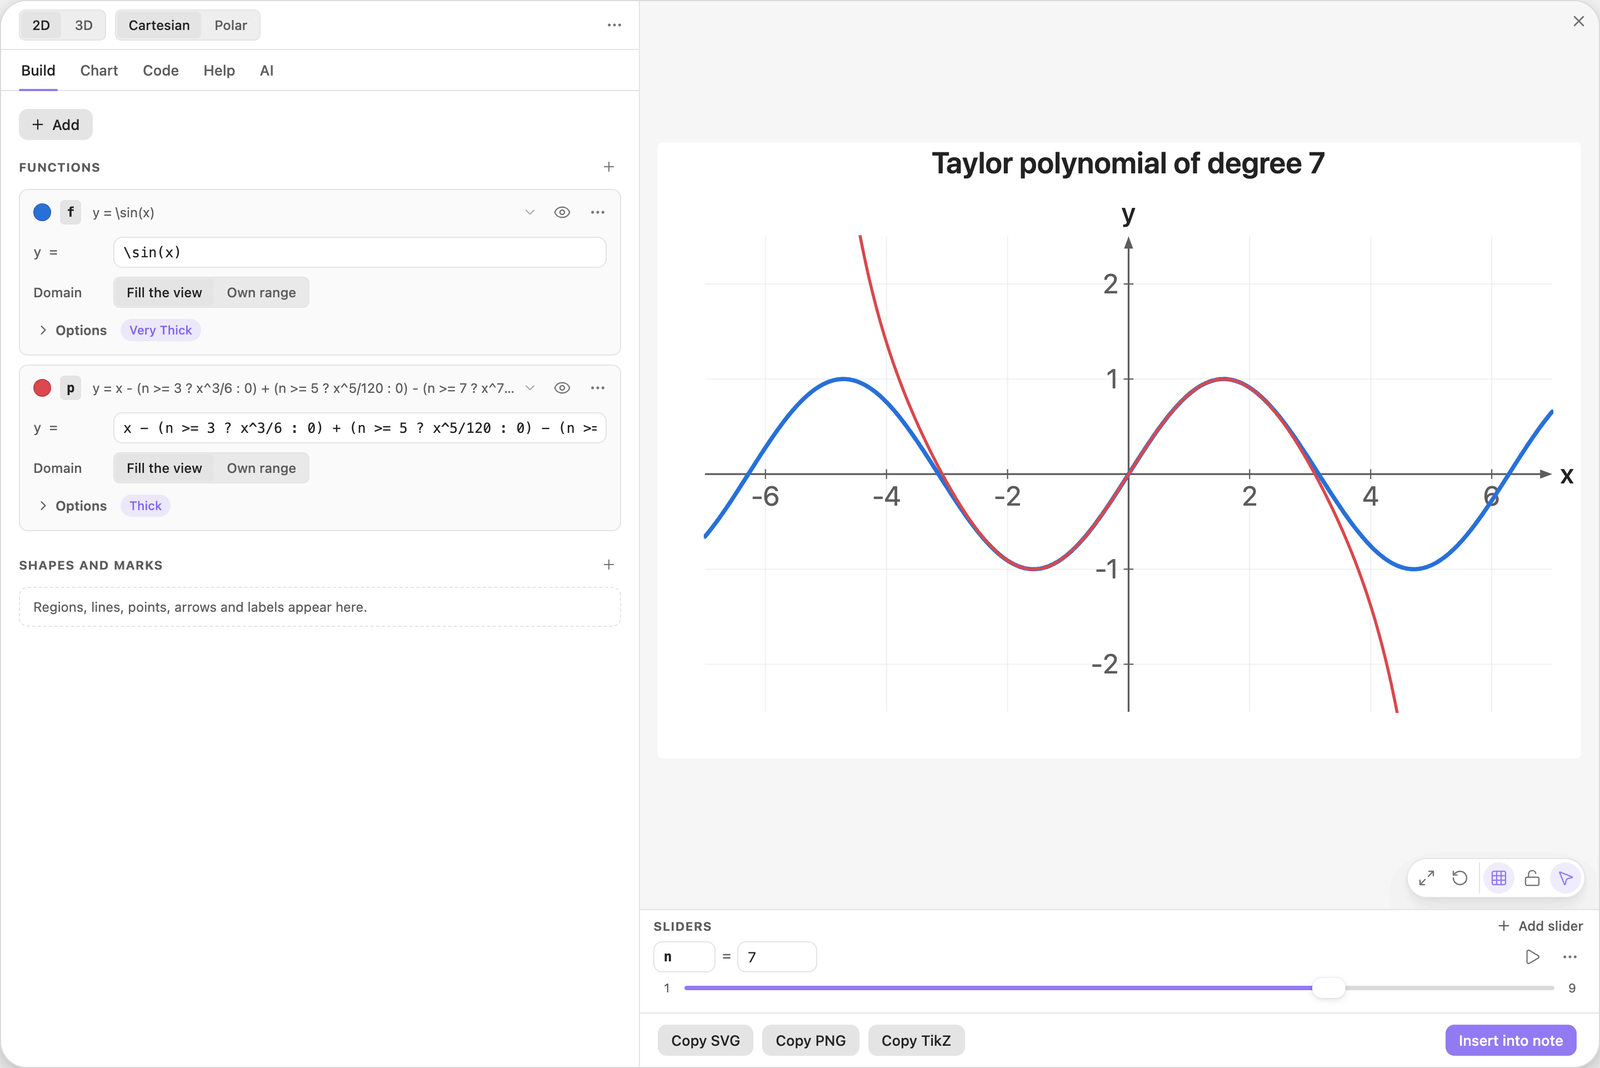 2D 3D Cartesian Polar
Build Chart Code Help AI
+ Add
FUNCTIONS
f y = \sin(x)
y = \sin(x)
Domain Fill the view Own range
Options Very Thick
p y = x - (n >= 3 ? x^3/6 : 0) + (n >= 5 ? x^5/120 : 0) - (n >= 7 ? x^7...
y = x - (n >= 3 ? x^3/6 : 0) + (n >= 5 ? x^5/120 : 0) - (n >=
Domain Fill the view Own range
Options Thick
SHAPES AND MARKS
Regions, lines, points, arrows and labels appear here.
Taylor polynomial of degree 7
y
2
1
-6 -4 -2 2 4 6 x
-1
-2
SLIDERS + Add slider
n = 7
1 9
Copy SVG Copy PNG Copy TikZ Insert into note